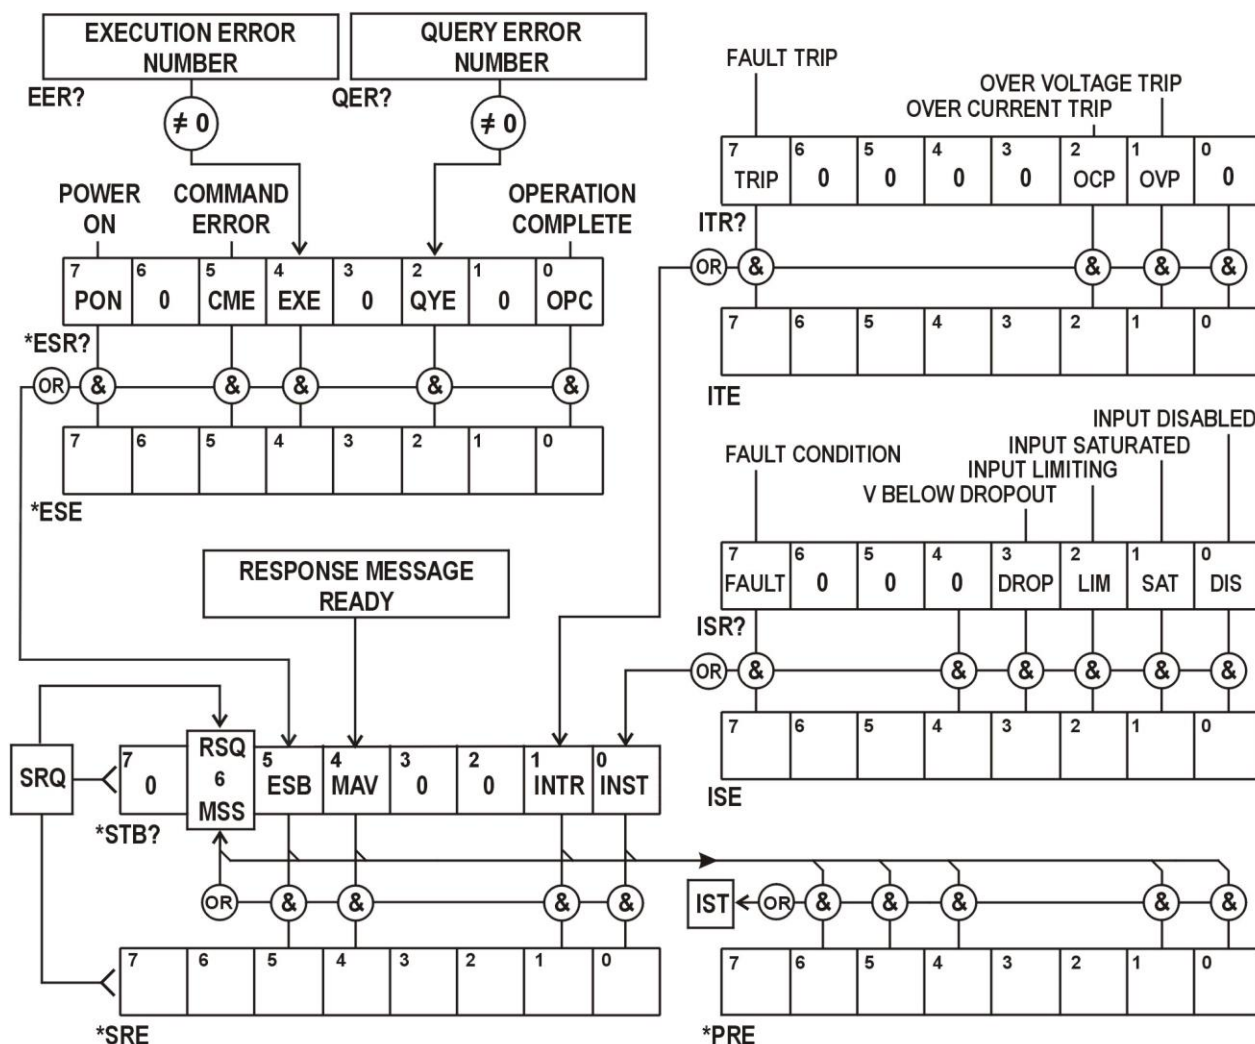 EXECUTION ERROR
NUMBER
EER?
≠ 0
QUERY ERROR
NUMBER
QER?
≠ 0
POWER
ON
COMMAND
ERROR
OPERATION
COMPLETE
7 6 5 4 3 2 1 0
PON 0 CME EXE 0 QYE 0 OPC
*ESR?
OR & & & & &
7 6 5 4 3 2 1 0
*ESE
FAULT TRIP
OVER VOLTAGE TRIP
OVER CURRENT TRIP
7 6 5 4 3 2 1 0
TRIP 0 0 0 0 OCP OVP 0
ITR?
OR & & & &
7 6 5 4 3 2 1 0
ITE
INPUT DISABLED
INPUT SATURATED
FAULT CONDITION
INPUT LIMITING
V BELOW DROPOUT
7 6 5 4 3 2 1 0
FAULT 0 0 0 DROP LIM SAT DIS
ISR?
OR & & & & & &
7 6 5 4 3 2 1 0
ISE
RESPONSE MESSAGE
READY
SRQ
7 RSQ 5 4 3 2 1 0
0 6 ESB MAV 0 0 INTR INST
MSS
*STB?
OR & & & &
7 6 5 4 3 2 1 0
*SRE
IST OR & & & & &
7 6 5 4 3 2 1 0
*PRE